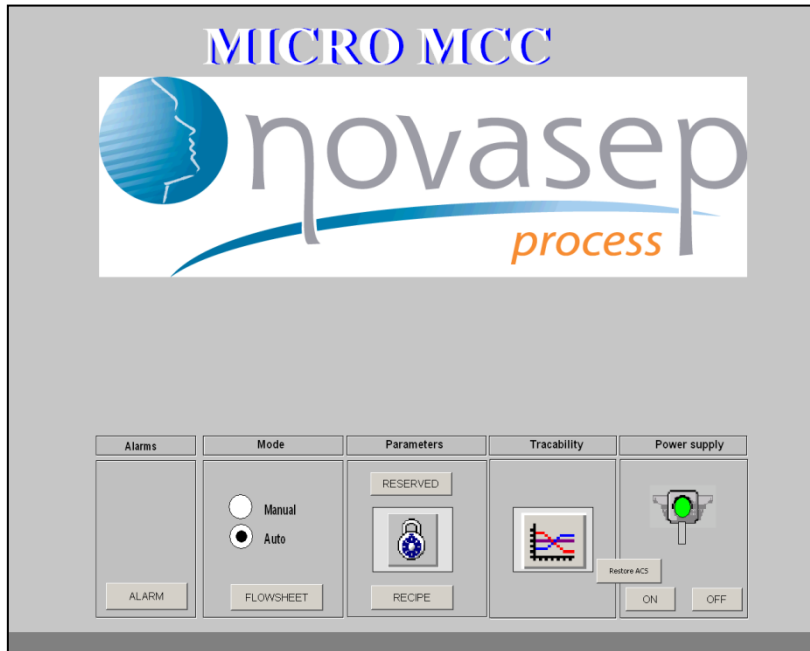 MICRO MCC
novasep
process
Alarms Mode Parameters Tracability Power supply
RESERVED
Manual
Auto
Restore ACS
ALARM FLOWSHEET RECIPE ON OFF